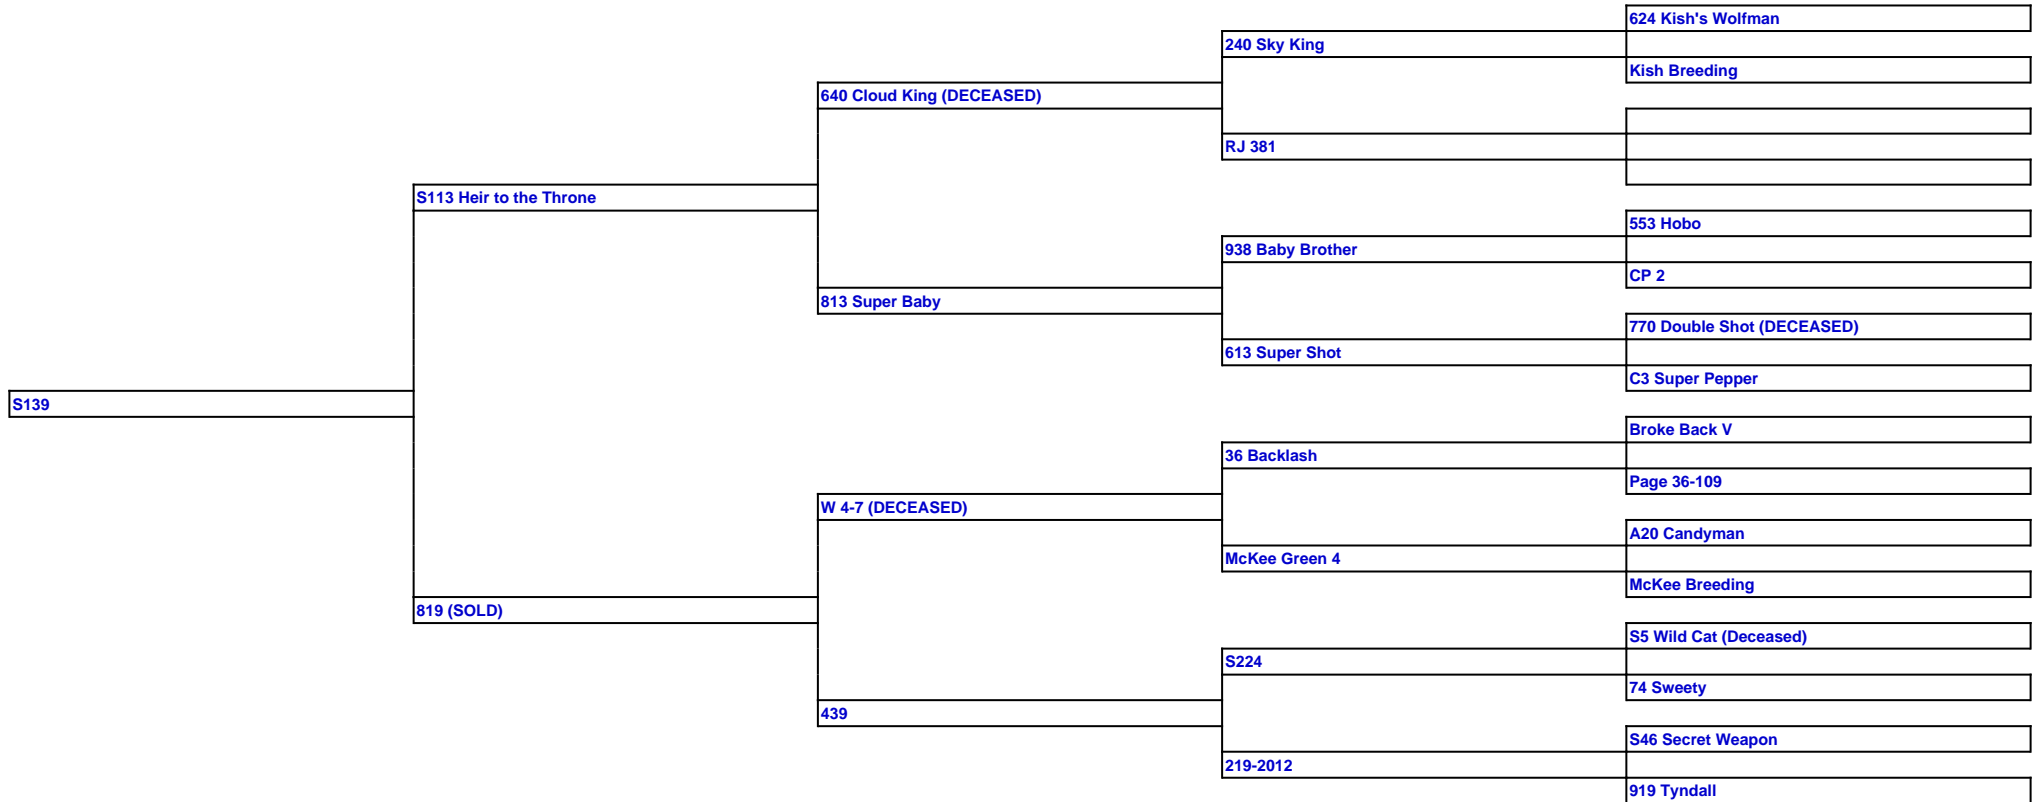 624 Kish's Wolfman
240 Sky King
Kish Breeding
640 Cloud King (DECEASED)
RJ 381
S113 Heir to the Throne
553 Hobo
938 Baby Brother
CP 2
813 Super Baby
770 Double Shot (DECEASED)
613 Super Shot
C3 Super Pepper
S139
Broke Back V
36 Backlash
Page 36-109
W 4-7 (DECEASED)
A20 Candyman
McKee Green 4
McKee Breeding
819 (SOLD)
S5 Wild Cat (Deceased)
S224
74 Sweety
439
S46 Secret Weapon
219-2012
919 Tyndall